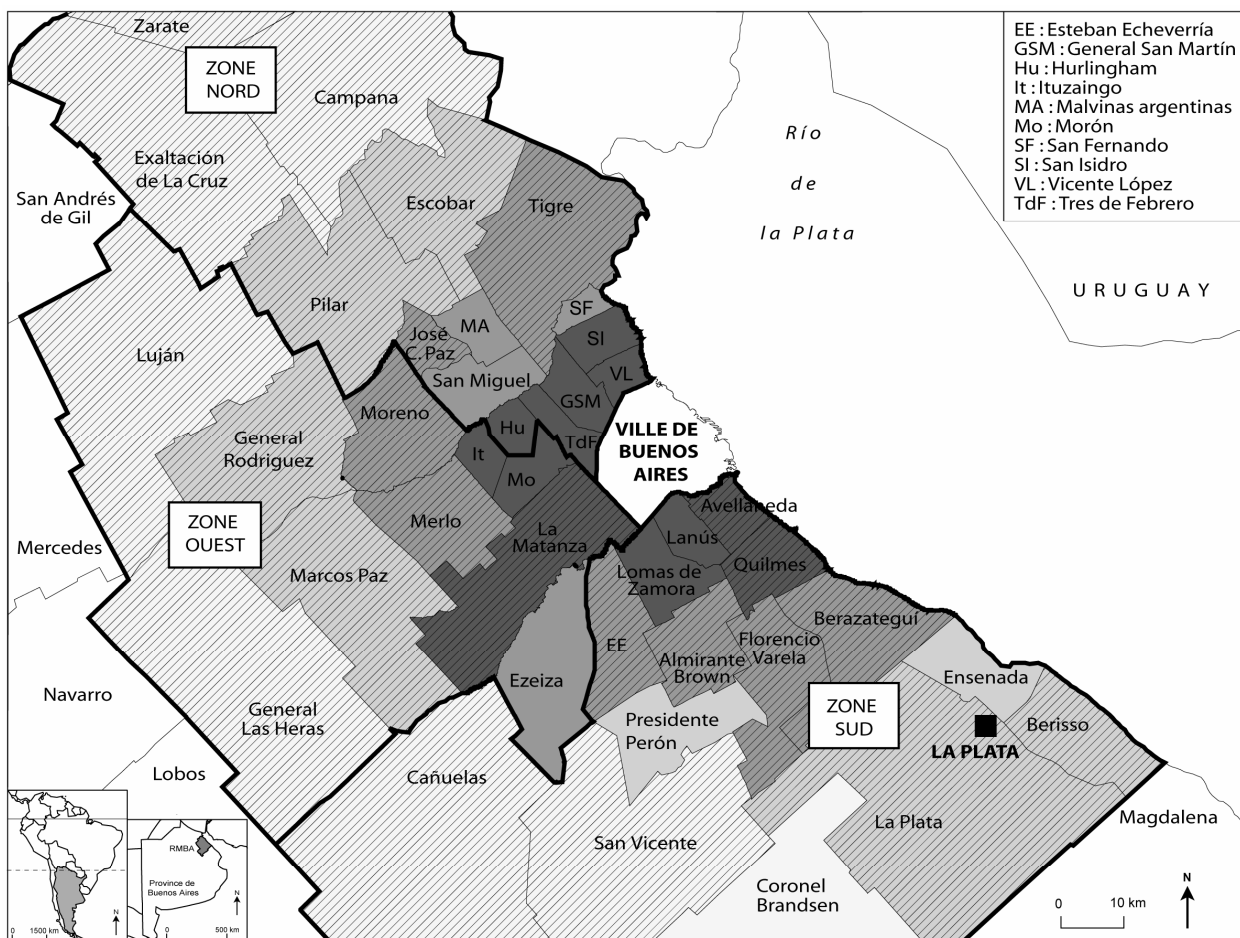 Zarate
ZONE
NORD
Campana
Exaltación
de La Cruz
San Andrés
de Gil
Escobar
Tigre
Río
de
la Plata
EE : Esteban Echeverría
GSM : General San Martín
Hu : Hurlingham
It : Ituzaingo
MA : Malvinas argentinas
Mo : Morón
SF : San Fernando
SI : San Isidro
VL : Vicente López
TdF : Tres de Febrero
URUGUAY
Pilar
SF
MA
José
C. Paz
SI
Luján
San Miguel
VL
Moreno
GSM
Hu
TdF
VILLE DE
BUENOS
AIRES
General
Rodriguez
It
Mo
ZONE
OUEST
Merlo
La
Matanza
Avellaneda
Lanús
Mercedes
Marcos Paz
Lomas de
Zamora
Quilmes
Berazateguí
EE
Florencio
Varela
Almirante
Brown
Navarro
Ezeiza
Ensenada
General
Las Heras
Presidente
Perón
ZONE
SUD
Berisso
LA PLATA
Lobos
Cañuelas
San Vicente
La Plata
Magdalena
Coronel
Brandsen
RMBA
Province de
Buenos Aires
N
0 1500 km
N
0 500 km
0 10 km
N